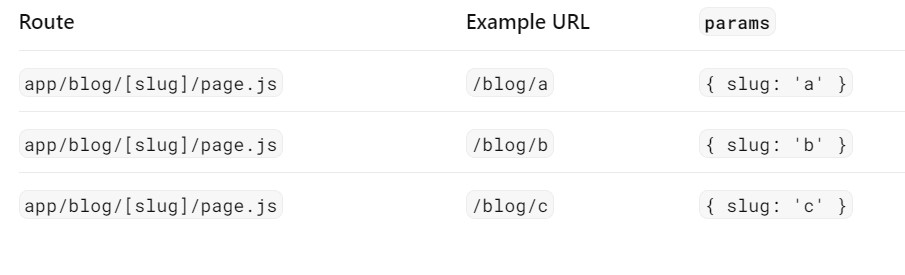 Route Example URL params
app/blog/[slug]/page.js /blog/a { slug: 'a' }
app/blog/[slug]/page.js /blog/b { slug: 'b' }
app/blog/[slug]/page.js /blog/c { slug: 'c' }